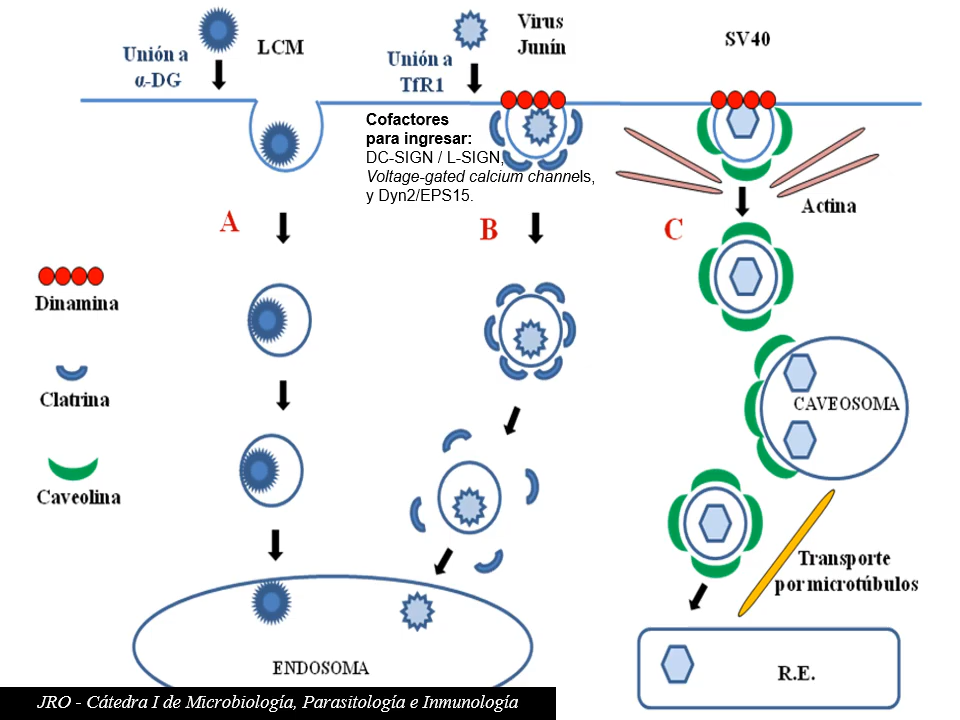 Unión a
α-DG
LCM
Unión a
TfR1
Virus
Junín
SV40
Cofactores
para ingresar:
DC-SIGN / L-SIGN,
Voltage-gated calcium channels,
y Dyn2/EPS15.
Actina
A
B
C
Dinamina
Clatrina
Caveolina
CAVEOSOMA
Transporte
por microtúbulos
ENDOSOMA
R.E.
JRO - Cátedra I de Microbiología, Parasitología e Inmunología